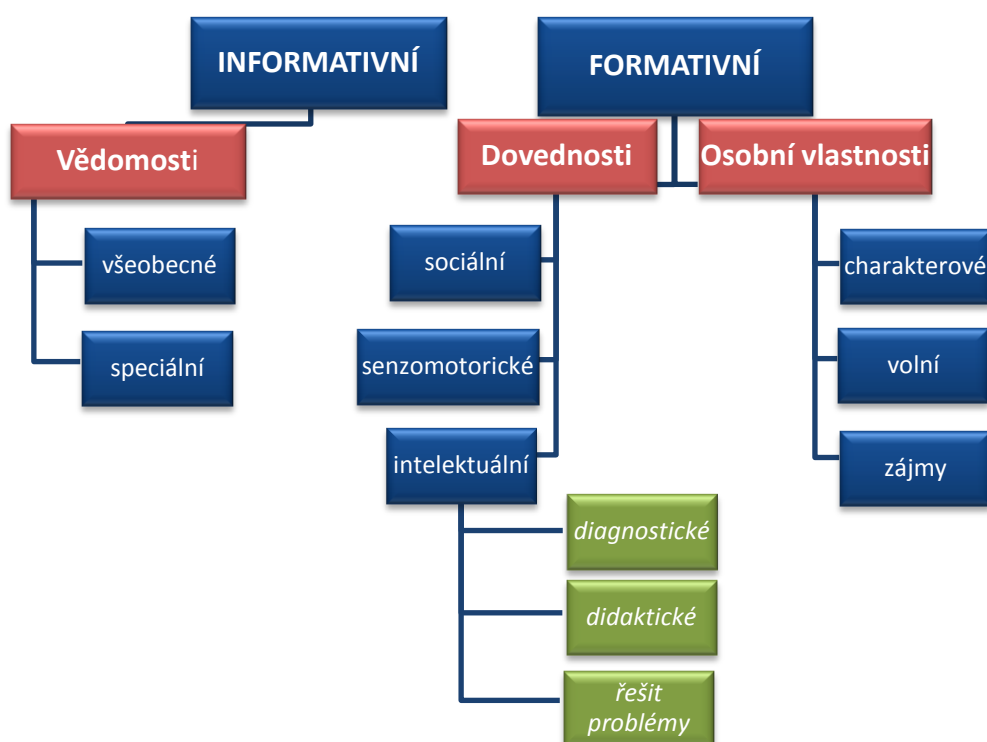 INFORMATIVNÍ
Vědomosti
všeobecné
speciální
FORMATIVNÍ
Dovednosti
sociální
senzomotorické
intelektuální
diagnostické
didaktické
řešit
problémy
Osobní vlastnosti
charakterové
volní
zájmy